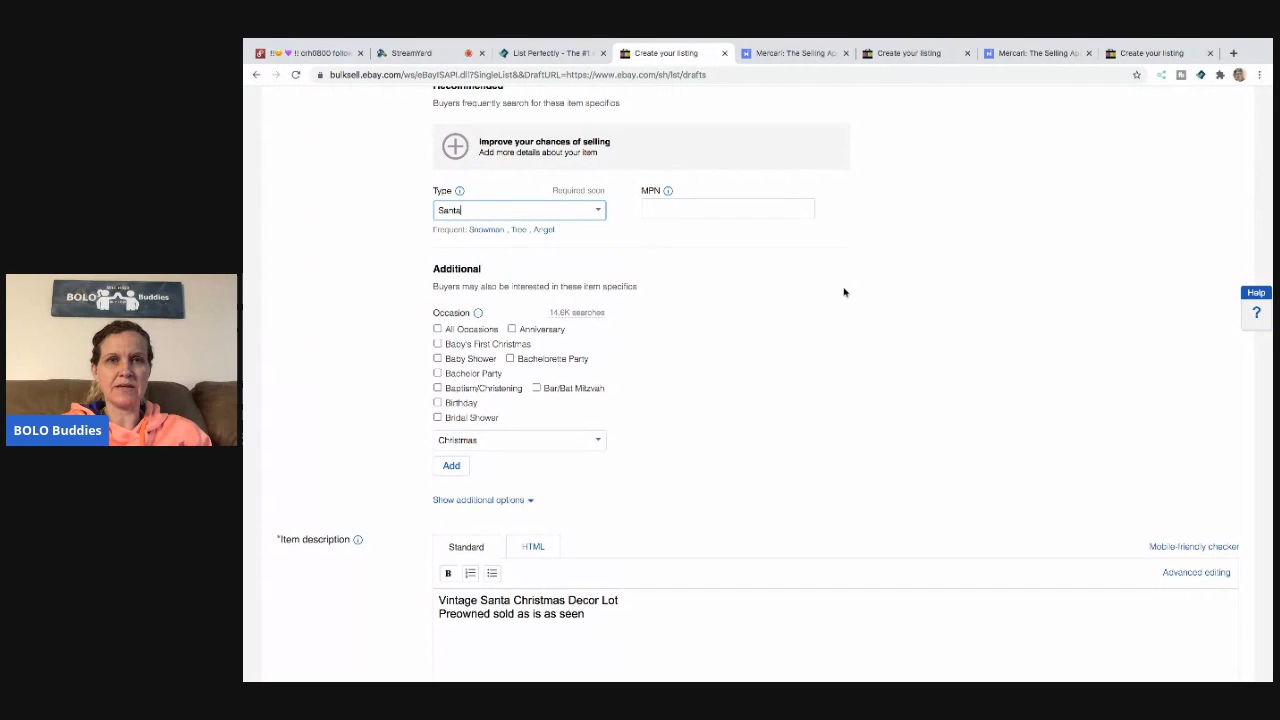 crh0800 follow
StreamYard
List Perfectly - The #1
Create your listing
Mercari: The Selling Ap
Create your listing
Mercari: The Selling Ap
Create your listing
bulksell.ebay.com/ws/eBayISAPI.dll?SingleList&&DraftURL=https://www.ebay.com/sh/lst/drafts
Recommended
Buyers frequently search for these item specifics
Improve your chances of selling
Add more details about your item
Type
Required soon
MPN
Santa
Frequent: Snowman , Tree , Angel
Additional
Buyers may also be interested in these item specifics
Occasion
14.6K searches
All Occasions
Anniversary
Baby's First Christmas
Baby Shower
Bachelorette Party
Bachelor Party
Baptism/Christening
Bar/Bat Mitzvah
Birthday
Bridal Shower
Christmas
Add
Show additional options
*Item description
Standard
HTML
Mobile-friendly checker
B
Advanced editing
Vintage Santa Christmas Decor Lot
Preowned sold as is as seen
Help
?
BOLO Buddies
BOLO Buddies